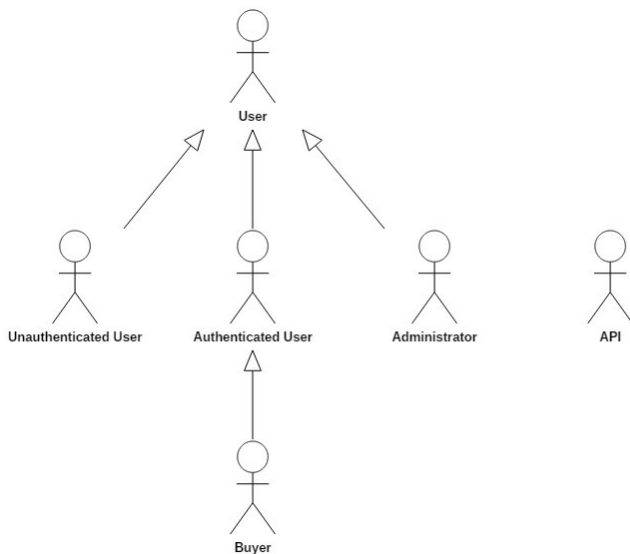 User
Unauthenticated User
Authenticated User
Administrator
API
Buyer